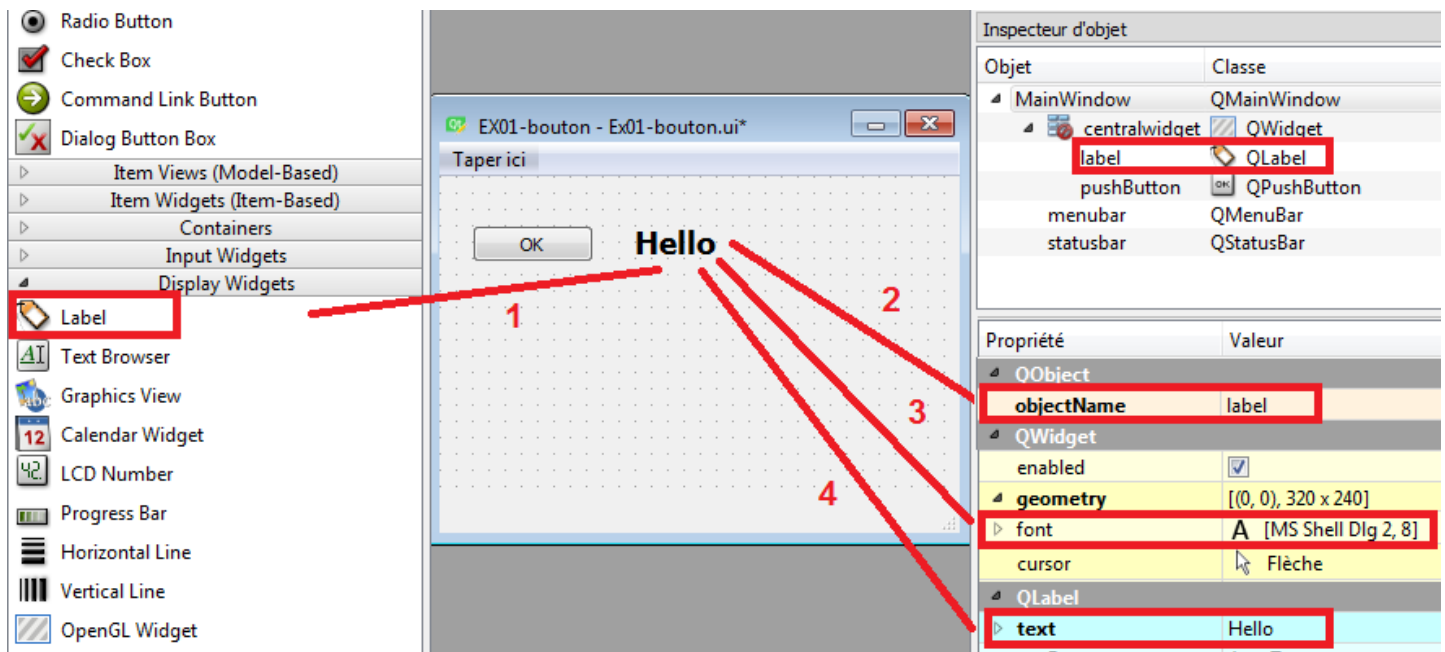 Radio Button
Check Box
Command Link Button
Dialog Button Box
Item Views (Model-Based)
Item Widgets (Item-Based)
Containers
Input Widgets
Display Widgets
Label
Text Browser
Graphics View
12 Calendar Widget
42. LCD Number
Progress Bar
Horizontal Line
Vertical Line
OpenGL Widget
EX01-bouton - Ex01-bouton.ui*
Taper ici
OK
Hello
1
2
3
4
Inspecteur d'objet
Objet Classe
MainWindow QMainWindow
centralwidget QWidget
label QLabel
pushButton OK QPushButton
menubar QMenuBar
statusbar QStatusBar
Propriété Valeur
QObject
objectName label
QWidget
enabled
geometry [(0, 0), 320 x 240]
font A [MS Shell Dlg 2, 8]
cursor Flèche
QLabel
text Hello